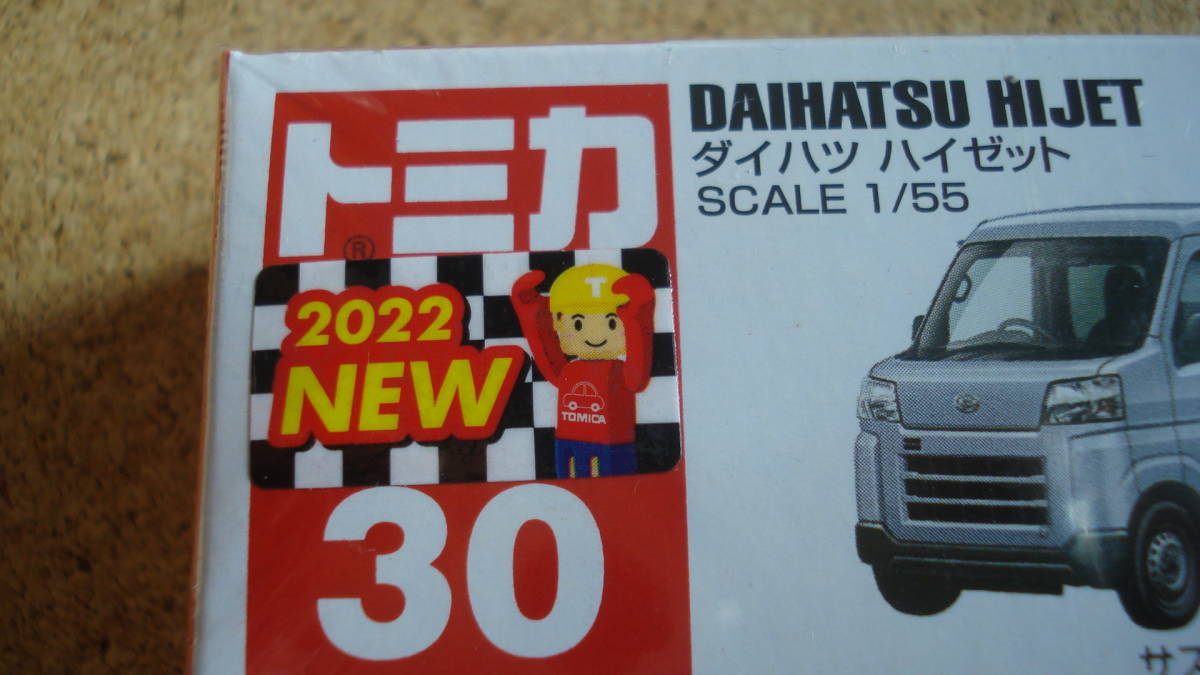 トミカ
®
2022
NEW
T
TOMICA
30
DAIHATSU HIJET
ダイハツ ハイゼット
SCALE 1/55